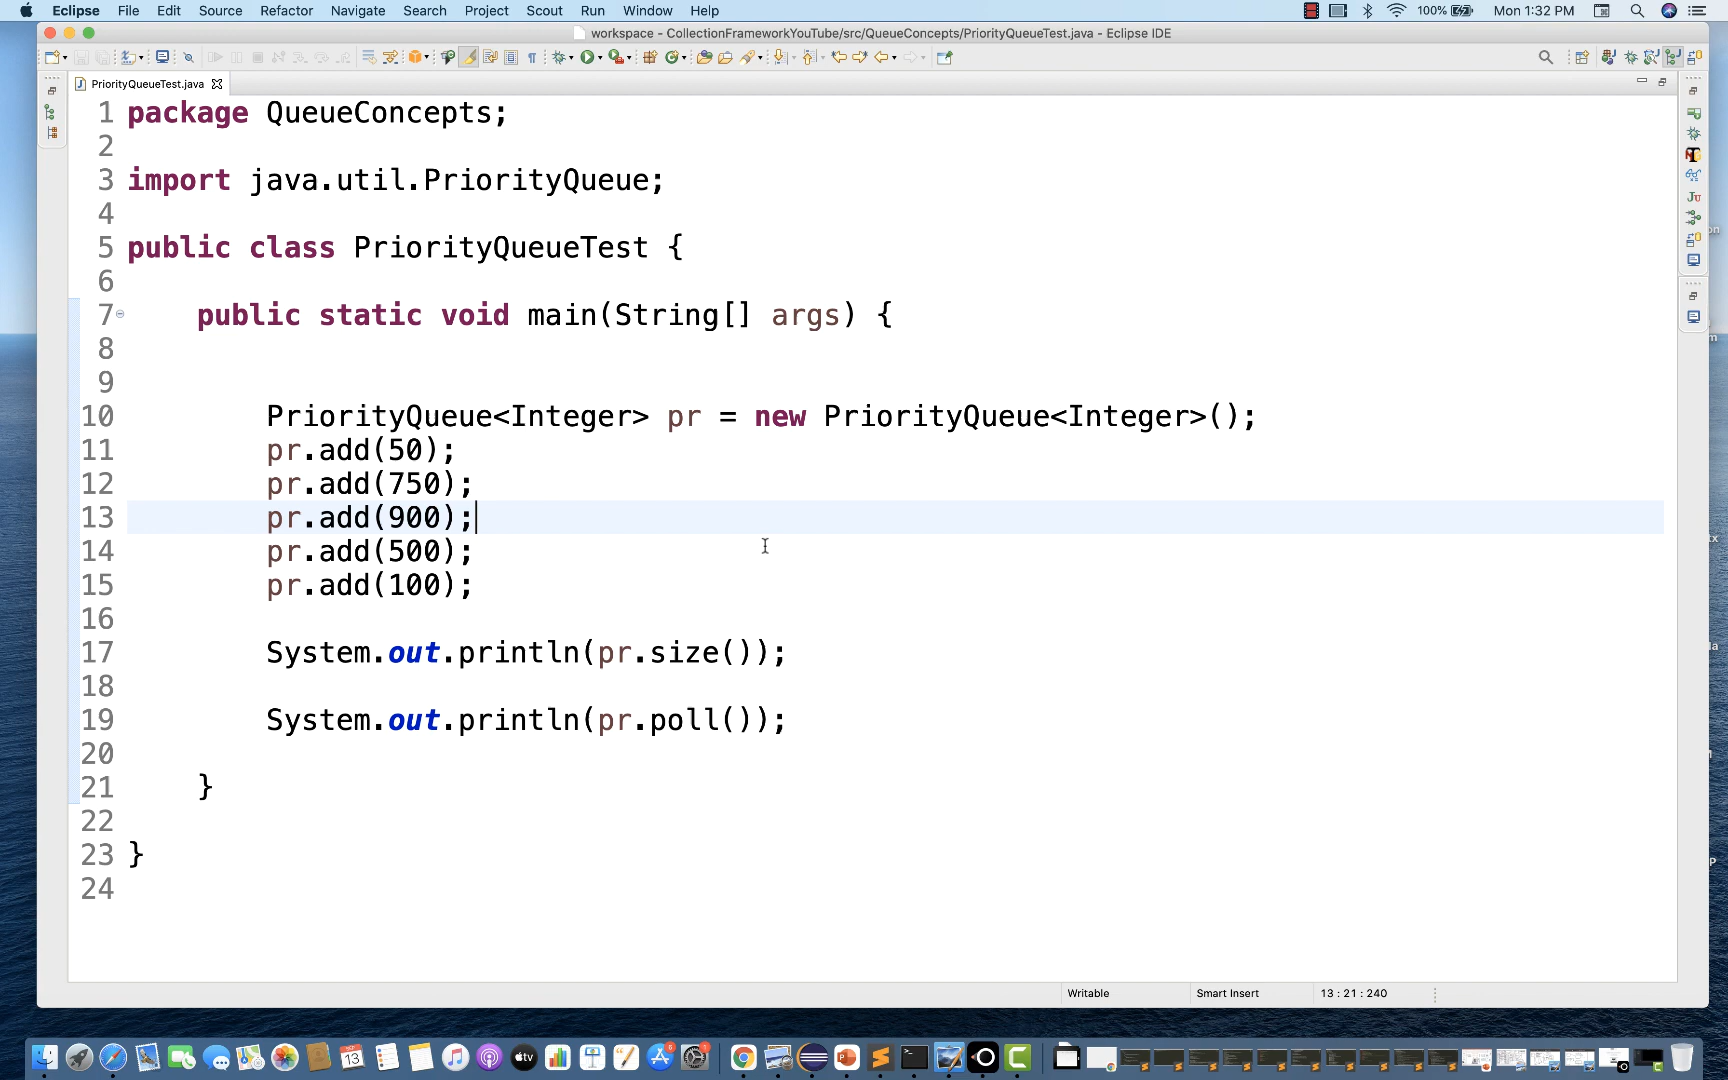 Eclipse File Edit Source Refactor Navigate Search Project Scout Run Window Help 100% Mon 1:32 PM
workspace - CollectionFrameworkYouTube/src/QueueConcepts/PriorityQueueTest.java - Eclipse IDE
PriorityQueueTest.java
1 package QueueConcepts;
2
3 import java.util.PriorityQueue;
4
5 public class PriorityQueueTest {
6
7 public static void main(String[] args) {
8
9
10 PriorityQueue<Integer> pr = new PriorityQueue<Integer>();
11 pr.add(50);
12 pr.add(750);
13 pr.add(900);
14 pr.add(500);
15 pr.add(100);
16
17 System.out.println(pr.size());
18
19 System.out.println(pr.poll());
20
21 }
22
23 }
24
Writable Smart Insert 13 : 21 : 240